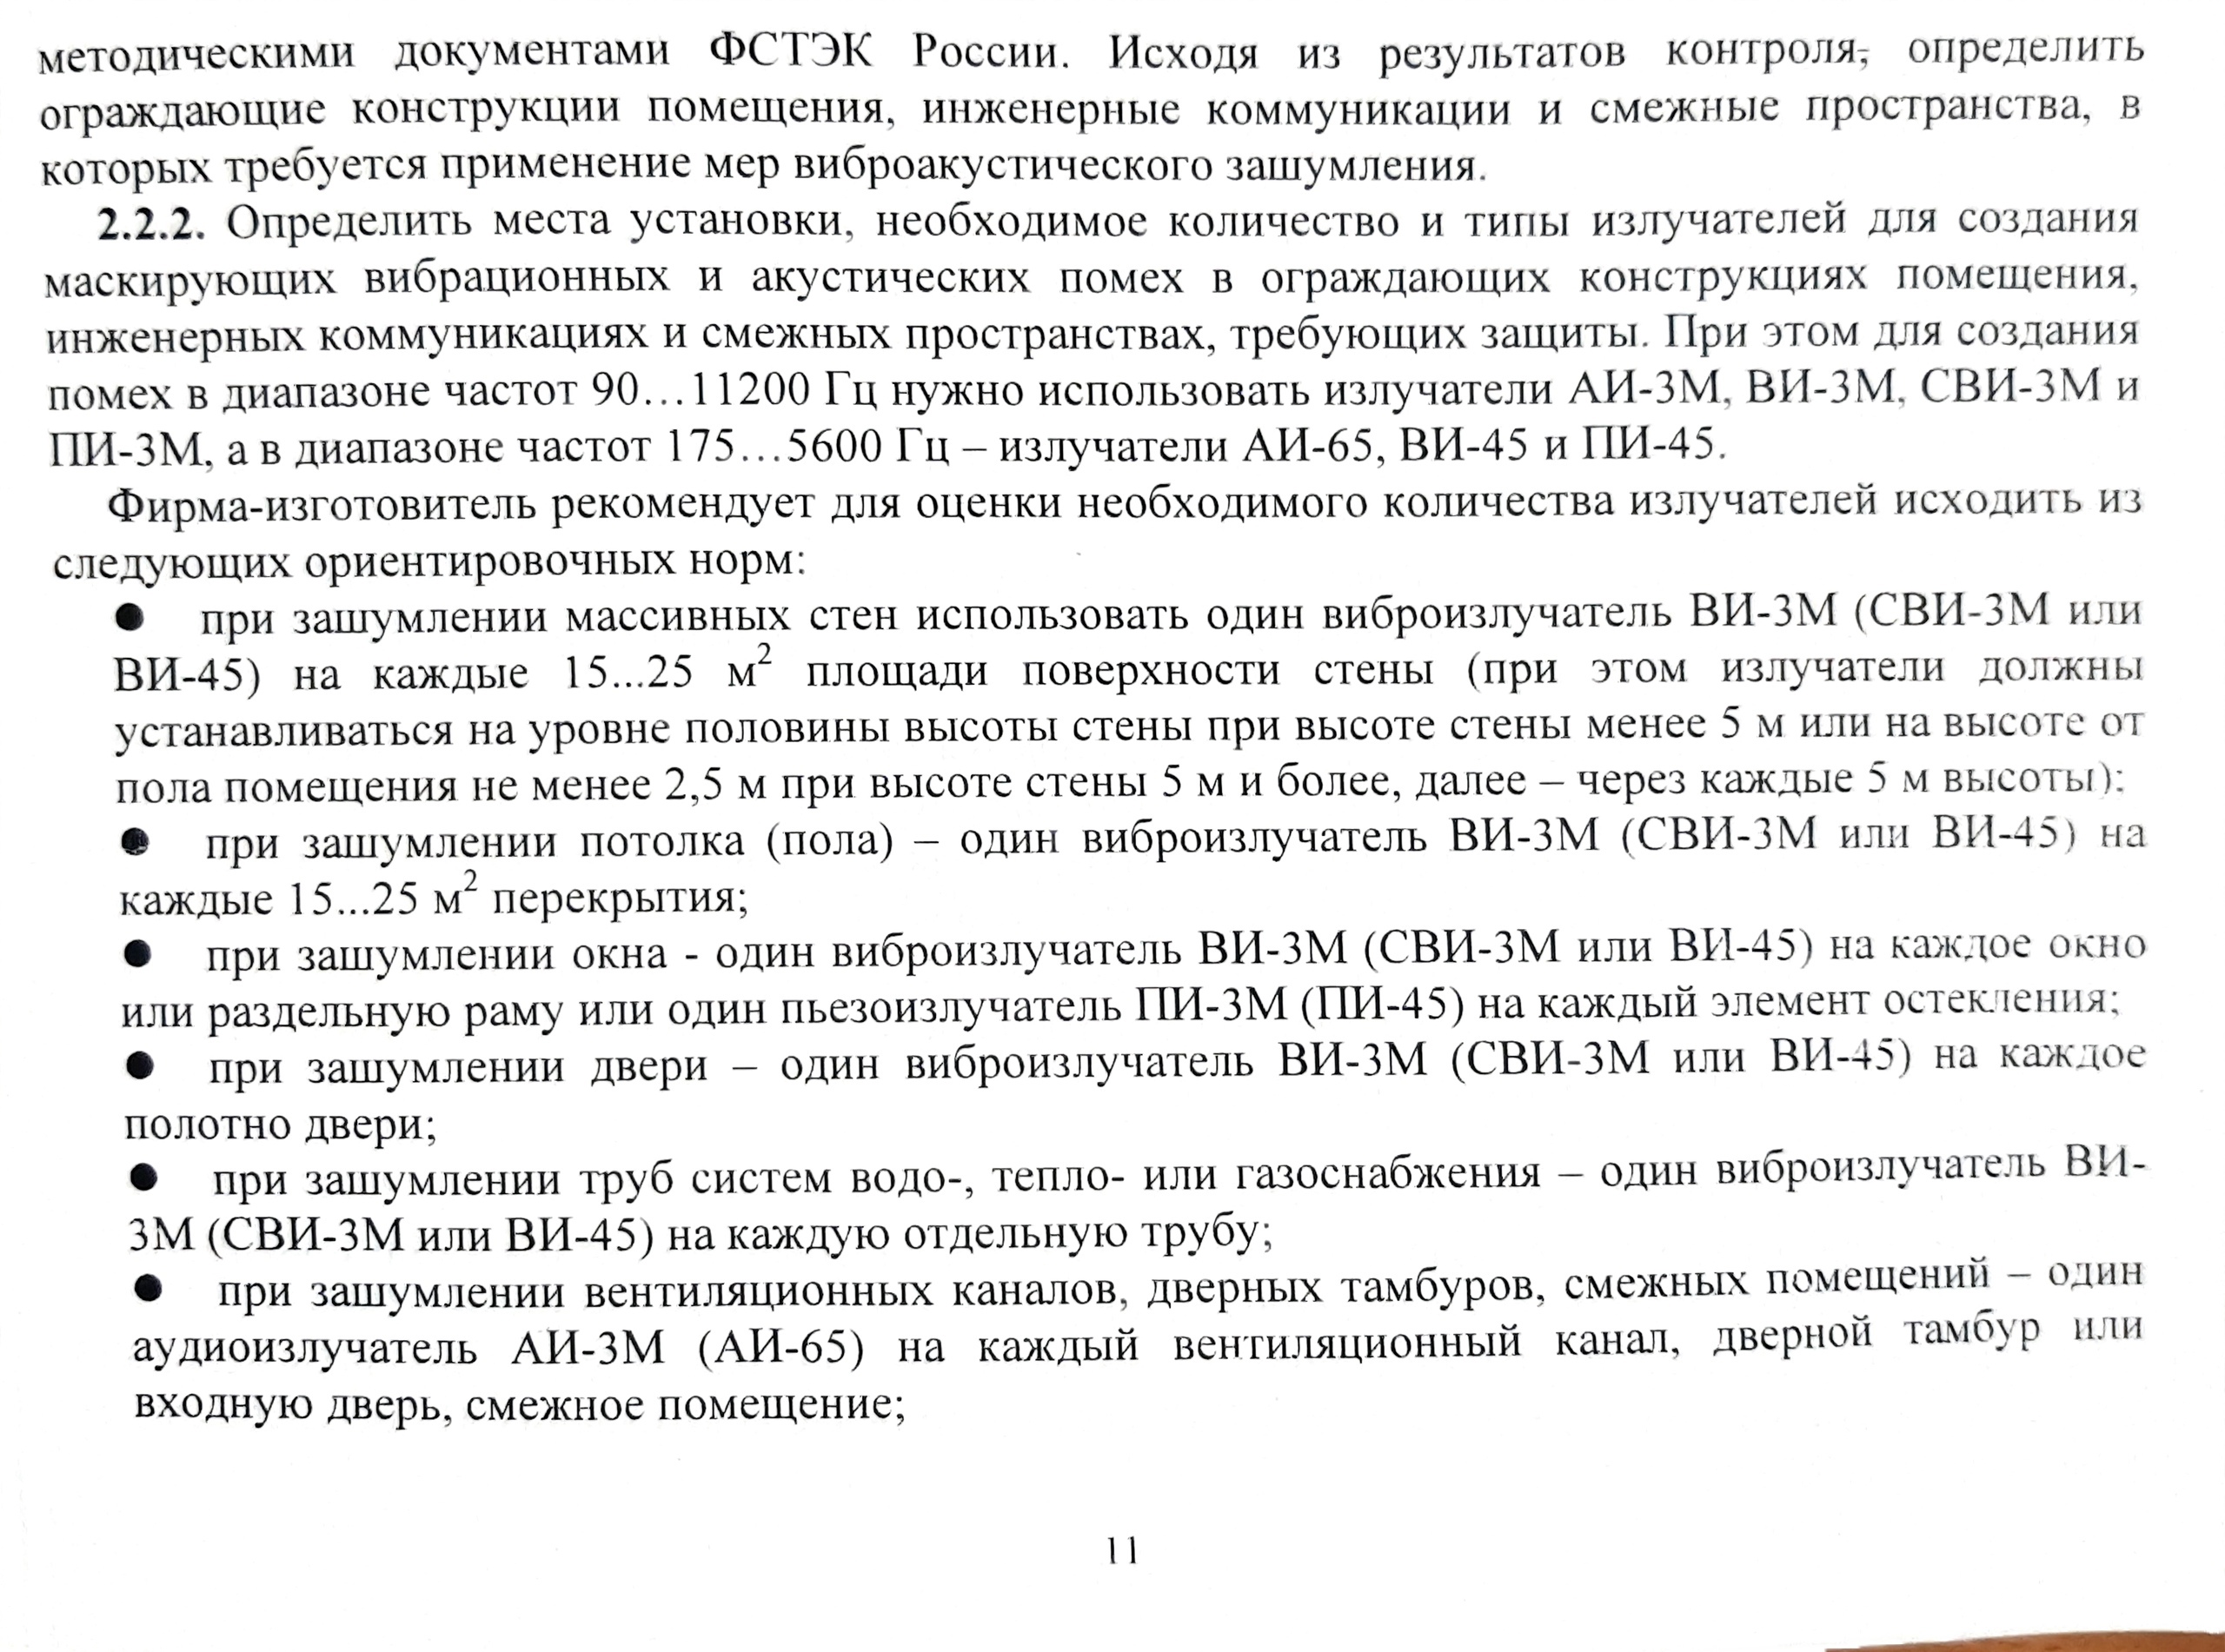 методическими документами ФСТЭК России. Исходя из результатов контроля, определить
ограждающие конструкции помещения, инженерные коммуникации и смежные пространства, в
которых требуется применение мер виброакустического зашумления.
2.2.2. Определить места установки, необходимое количество и типы излучателей для создания
маскирующих вибрационных и акустических помех в ограждающих конструкциях помещения,
инженерных коммуникациях и смежных пространствах, требующих защиты. При этом для создания
помех в диапазоне частот 90…11200 Гц нужно использовать излучатели АИ-3М, ВИ-3М, СВИ-3М и
ПИ-3М, а в диапазоне частот 175…5600 Гц – излучатели АИ-65, ВИ-45 и ПИ-45.
Фирма-изготовитель рекомендует для оценки необходимого количества излучателей исходить из
следующих ориентировочных норм:
● при зашумлении массивных стен использовать один виброизлучатель ВИ-3М (СВИ-3М или
ВИ-45) на каждые 15...25 м² площади поверхности стены (при этом излучатели должны
устанавливаться на уровне половины высоты стены при высоте стены менее 5 м или на высоте от
пола помещения не менее 2,5 м при высоте стены 5 м и более, далее – через каждые 5 м высоты);
● при зашумлении потолка (пола) – один виброизлучатель ВИ-3М (СВИ-3М или ВИ-45) на
каждые 15...25 м² перекрытия;
● при зашумлении окна - один виброизлучатель ВИ-3М (СВИ-3М или ВИ-45) на каждое окно
или раздельную раму или один пьезоизлучатель ПИ-3М (ПИ-45) на каждый элемент остекления;
● при зашумлении двери – один виброизлучатель ВИ-3М (СВИ-3М или ВИ-45) на каждое
полотно двери;
● при зашумлении труб систем водо-, тепло- или газоснабжения – один виброизлучатель ВИ-
3М (СВИ-3М или ВИ-45) на каждую отдельную трубу;
● при зашумлении вентиляционных каналов, дверных тамбуров, смежных помещений – один
аудиоизлучатель АИ-3М (АИ-65) на каждый вентиляционный канал, дверной тамбур или
входную дверь, смежное помещение;
11